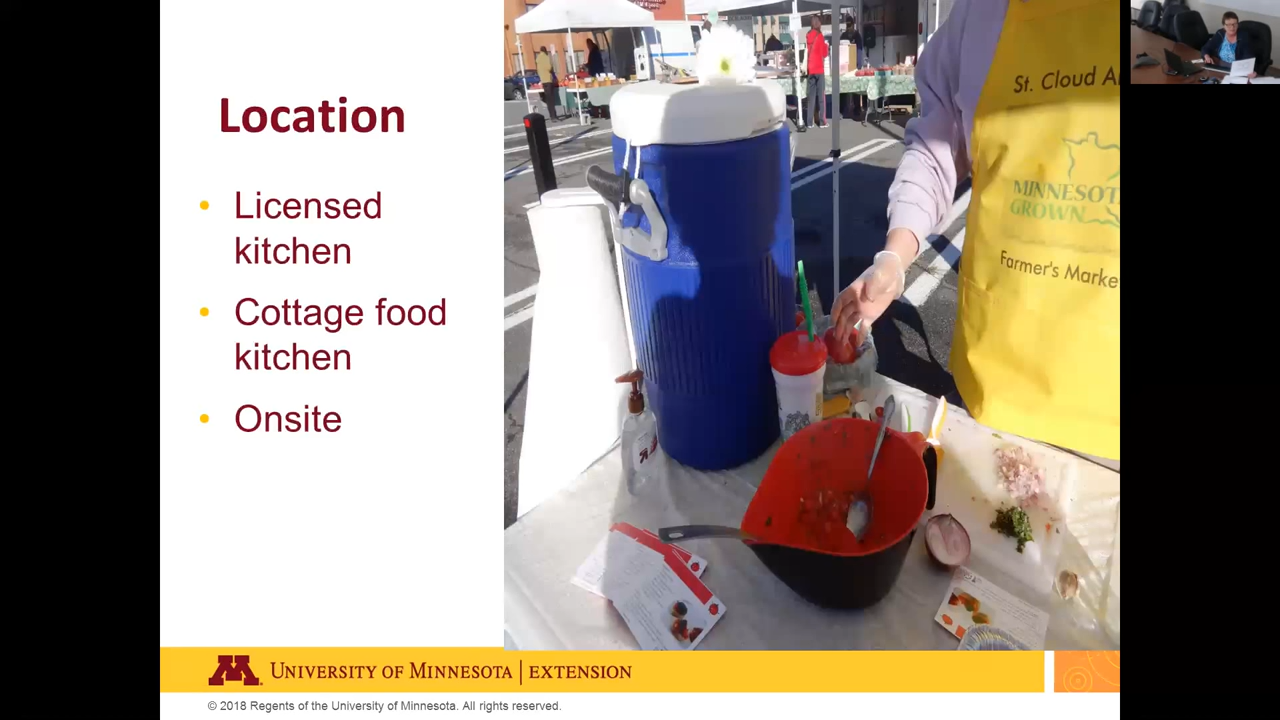 Location
• Licensed
kitchen
• Cottage food
kitchen
• Onsite
St. Cloud
MINNESOTA
GROWN
Farmer's Marke
UNIVERSITY OF MINNESOTA | EXTENSION
© 2018 Regents of the University of Minnesota. All rights reserved.